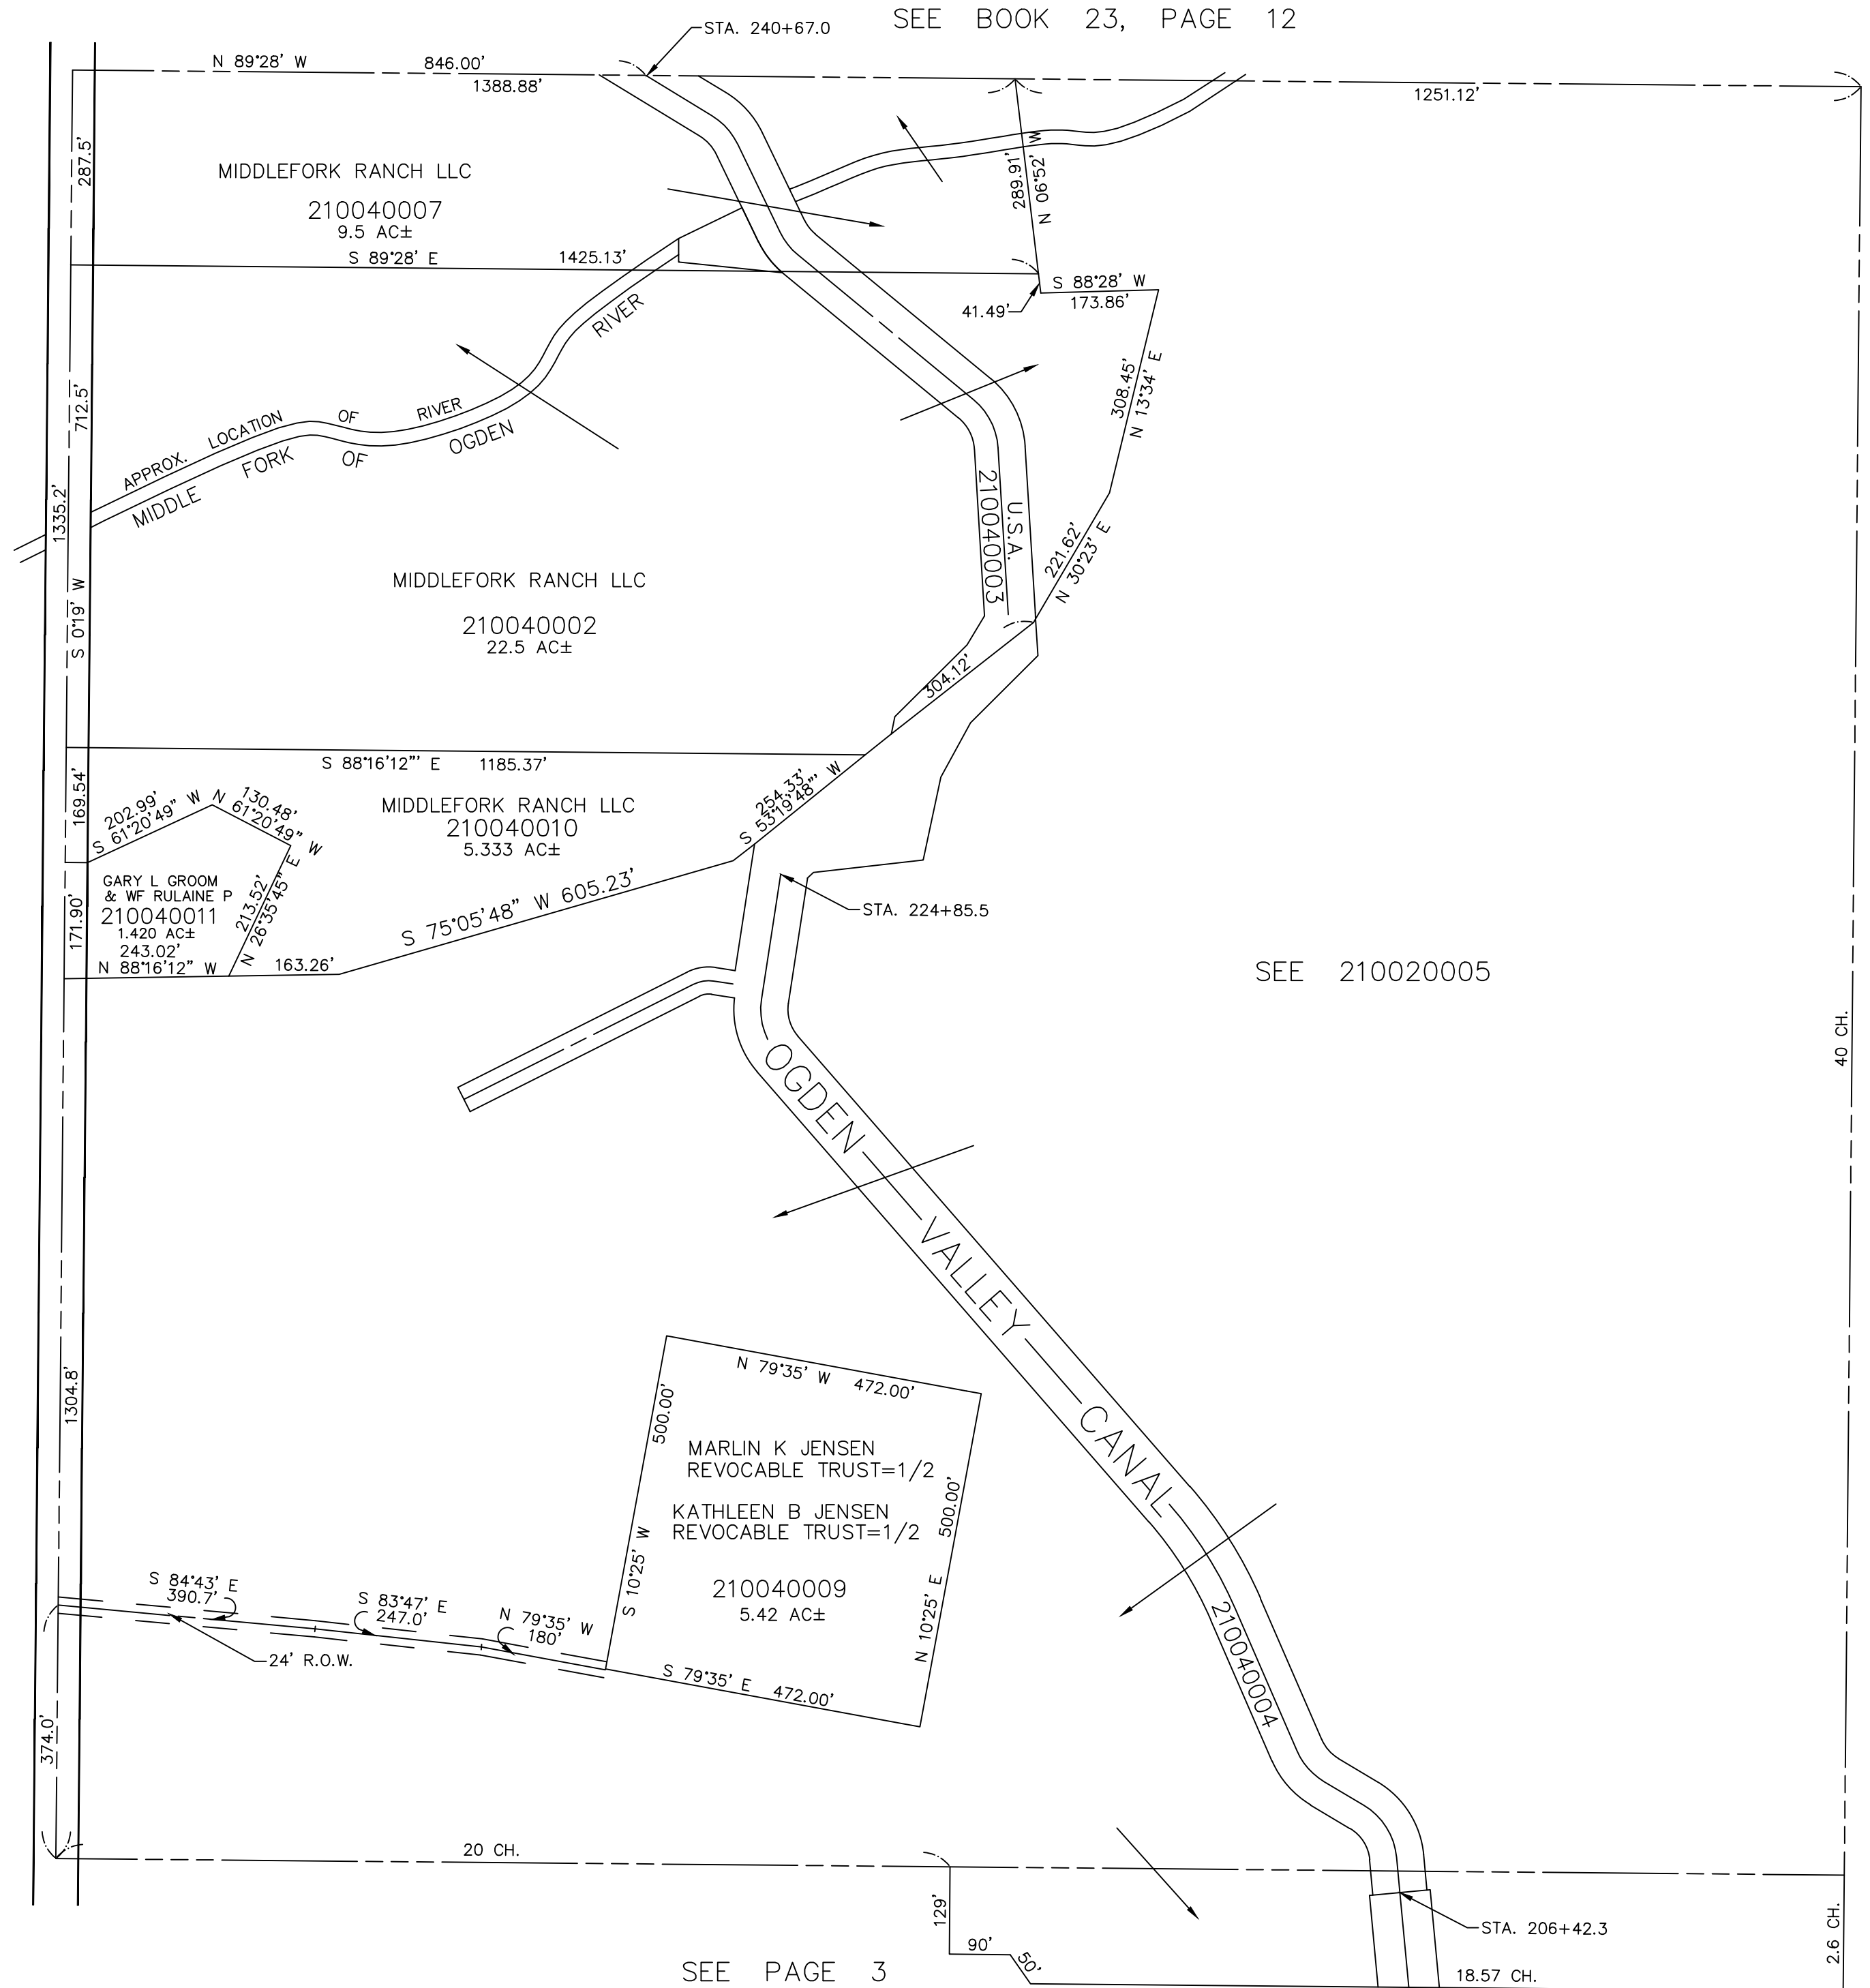 SEE BOOK 23, PAGE 12
STA. 240+67.0
N 89°28' W 846.00'
1388.88'
1251.12'
287.5'
MIDDLEFORK RANCH LLC
210040007
9.5 AC±
S 89°28' E 1425.13'
289.91'
N 06°52' W
S 88°28' W
173.86'
41.49'
308.45'
N 13°34' E
712.5'
1335.2'
S 0°19' W
APPROX. LOCATION OF RIVER
MIDDLE FORK OF OGDEN RIVER
U.S.A.
210040003
221.62'
N 30°23' E
MIDDLEFORK RANCH LLC
210040002
22.5 AC±
304.12'
S 88°16'12"' E 1185.37'
254.33'
S 53°19'48"' W
169.54'
202.99'
S 61°20'49" W
130.48'
N 61°20'49" W
MIDDLEFORK RANCH LLC
210040010
5.333 AC±
GARY L GROOM
& WF RULAINE P
210040011
1.420 AC±
243.02'
N 88°16'12" W
163.26'
171.90'
213.52'
N 26°35'45" E
S 75°05'48" W 605.23'
STA. 224+85.5
SEE 210020005
40 CH.
OGDEN VALLEY CANAL
1304.8'
N 79°35' W 472.00'
500.00'
S 10°25' W
MARLIN K JENSEN
REVOCABLE TRUST=1/2
KATHLEEN B JENSEN
REVOCABLE TRUST=1/2
210040009
5.42 AC±
500.00'
N 10°25' E
S 79°35' E 472.00'
S 84°43' E
390.7'
S 83°47' E
247.0'
N 79°35' W
180'
24' R.O.W.
210040004
374.0'
20 CH.
129'
90'
50'
STA. 206+42.3
2.6 CH.
SEE PAGE 3
18.57 CH.